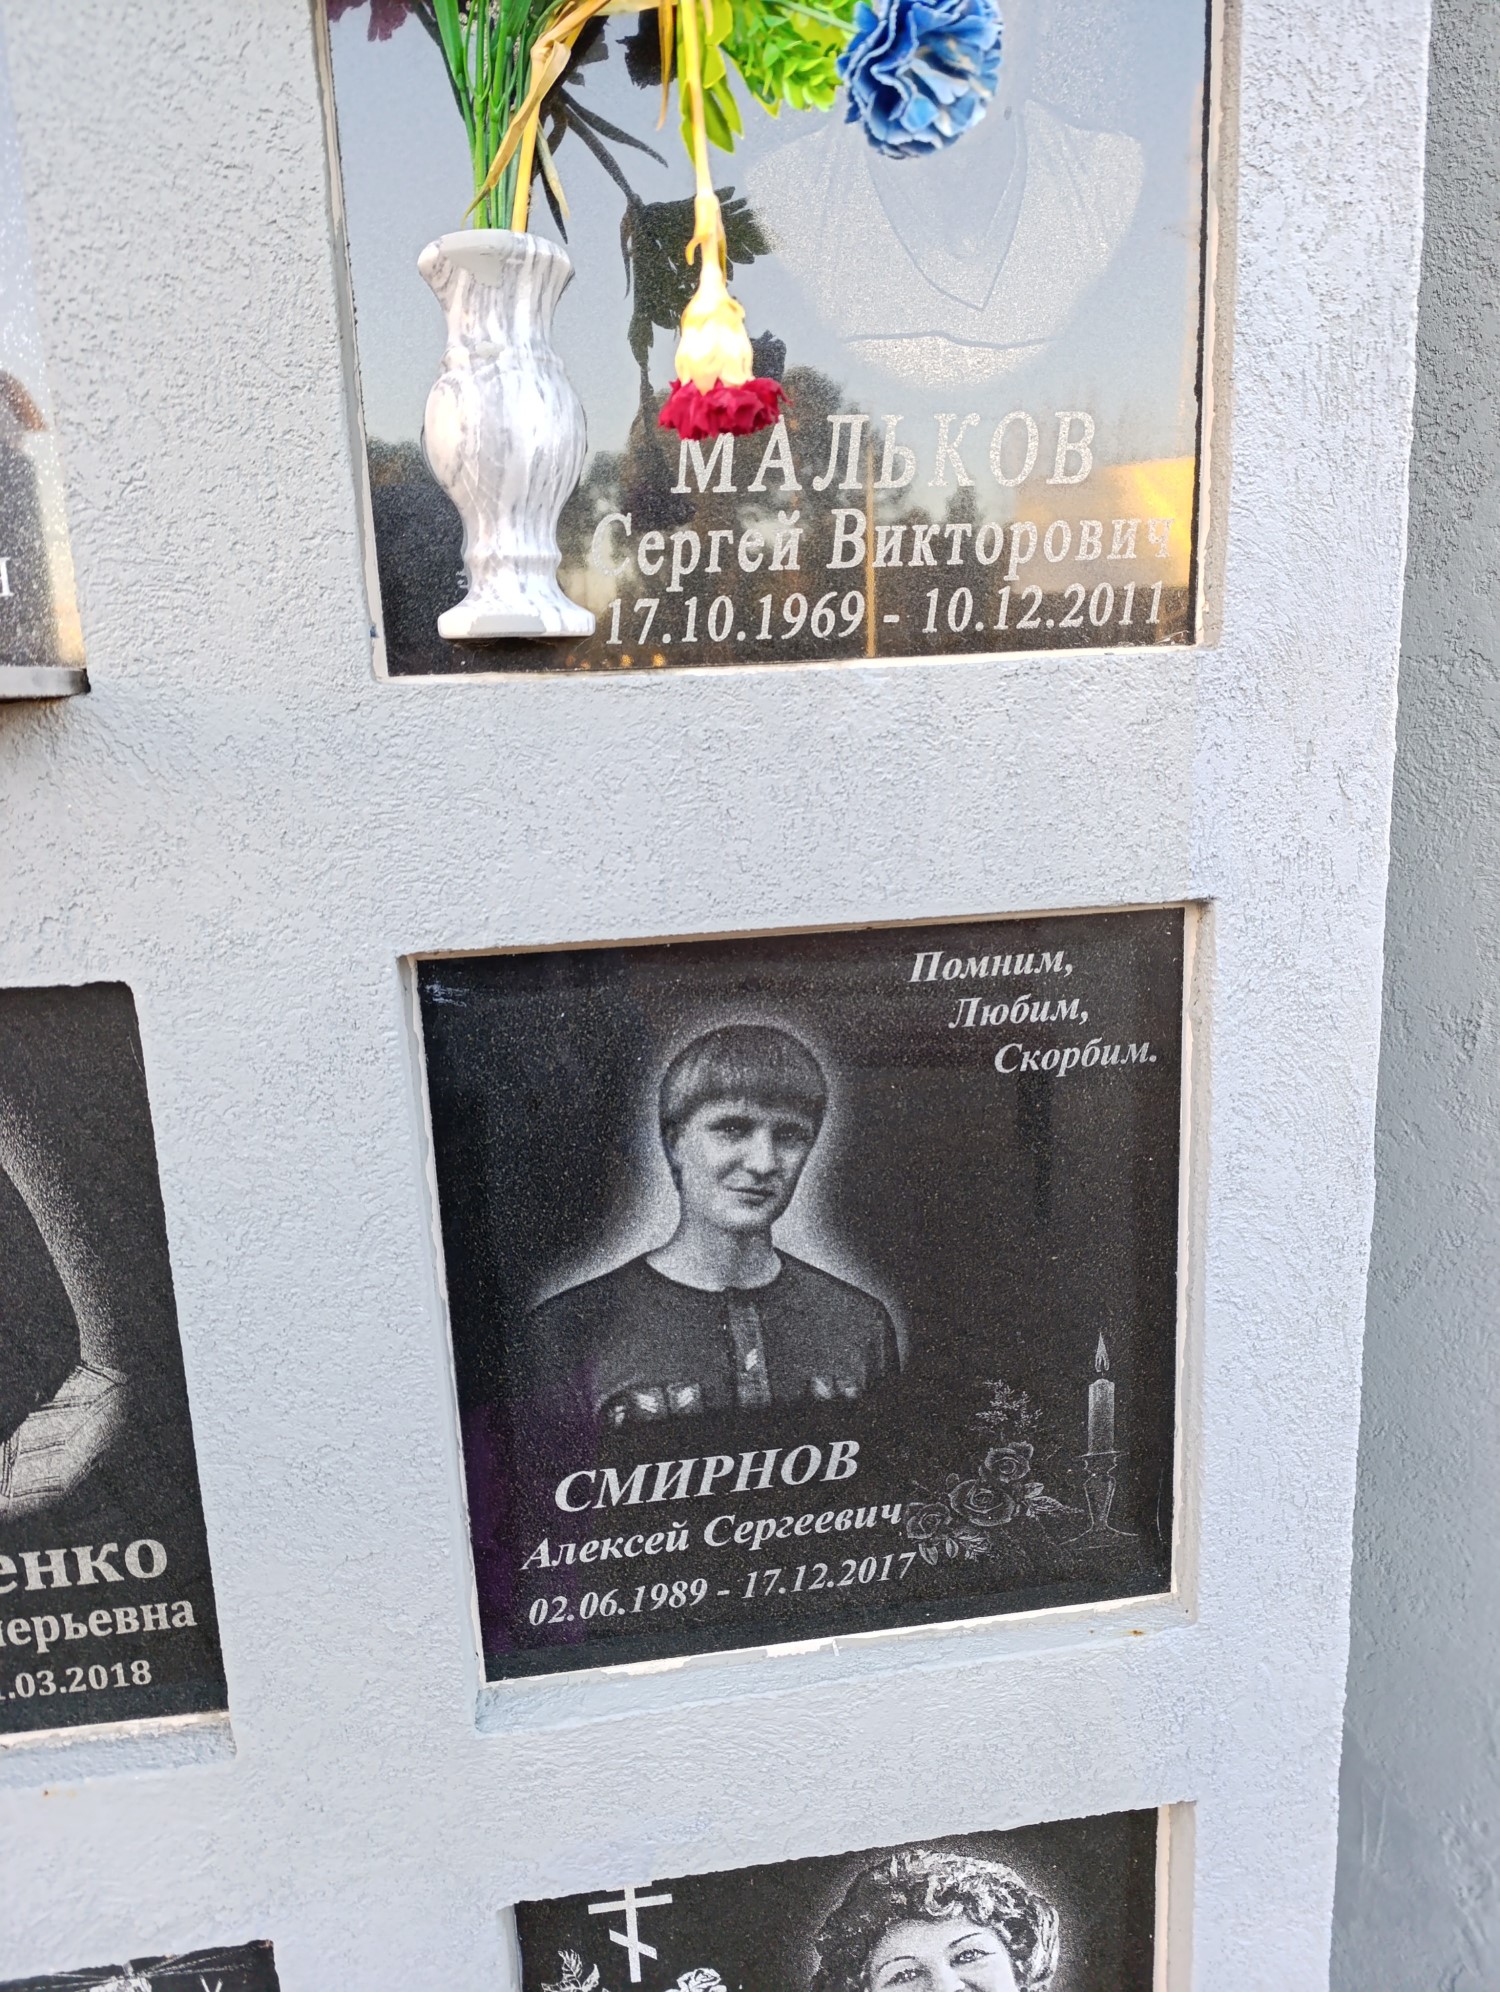 МАЛЬКОВ
Сергей Викторович
17.10.1969 - 10.12.2011
Помним,
Любим,
Скорбим.
СМИРНОВ
Алексей Сергеевич
02.06.1989 - 17.12.2017
енко
ерьевна
.03.2018